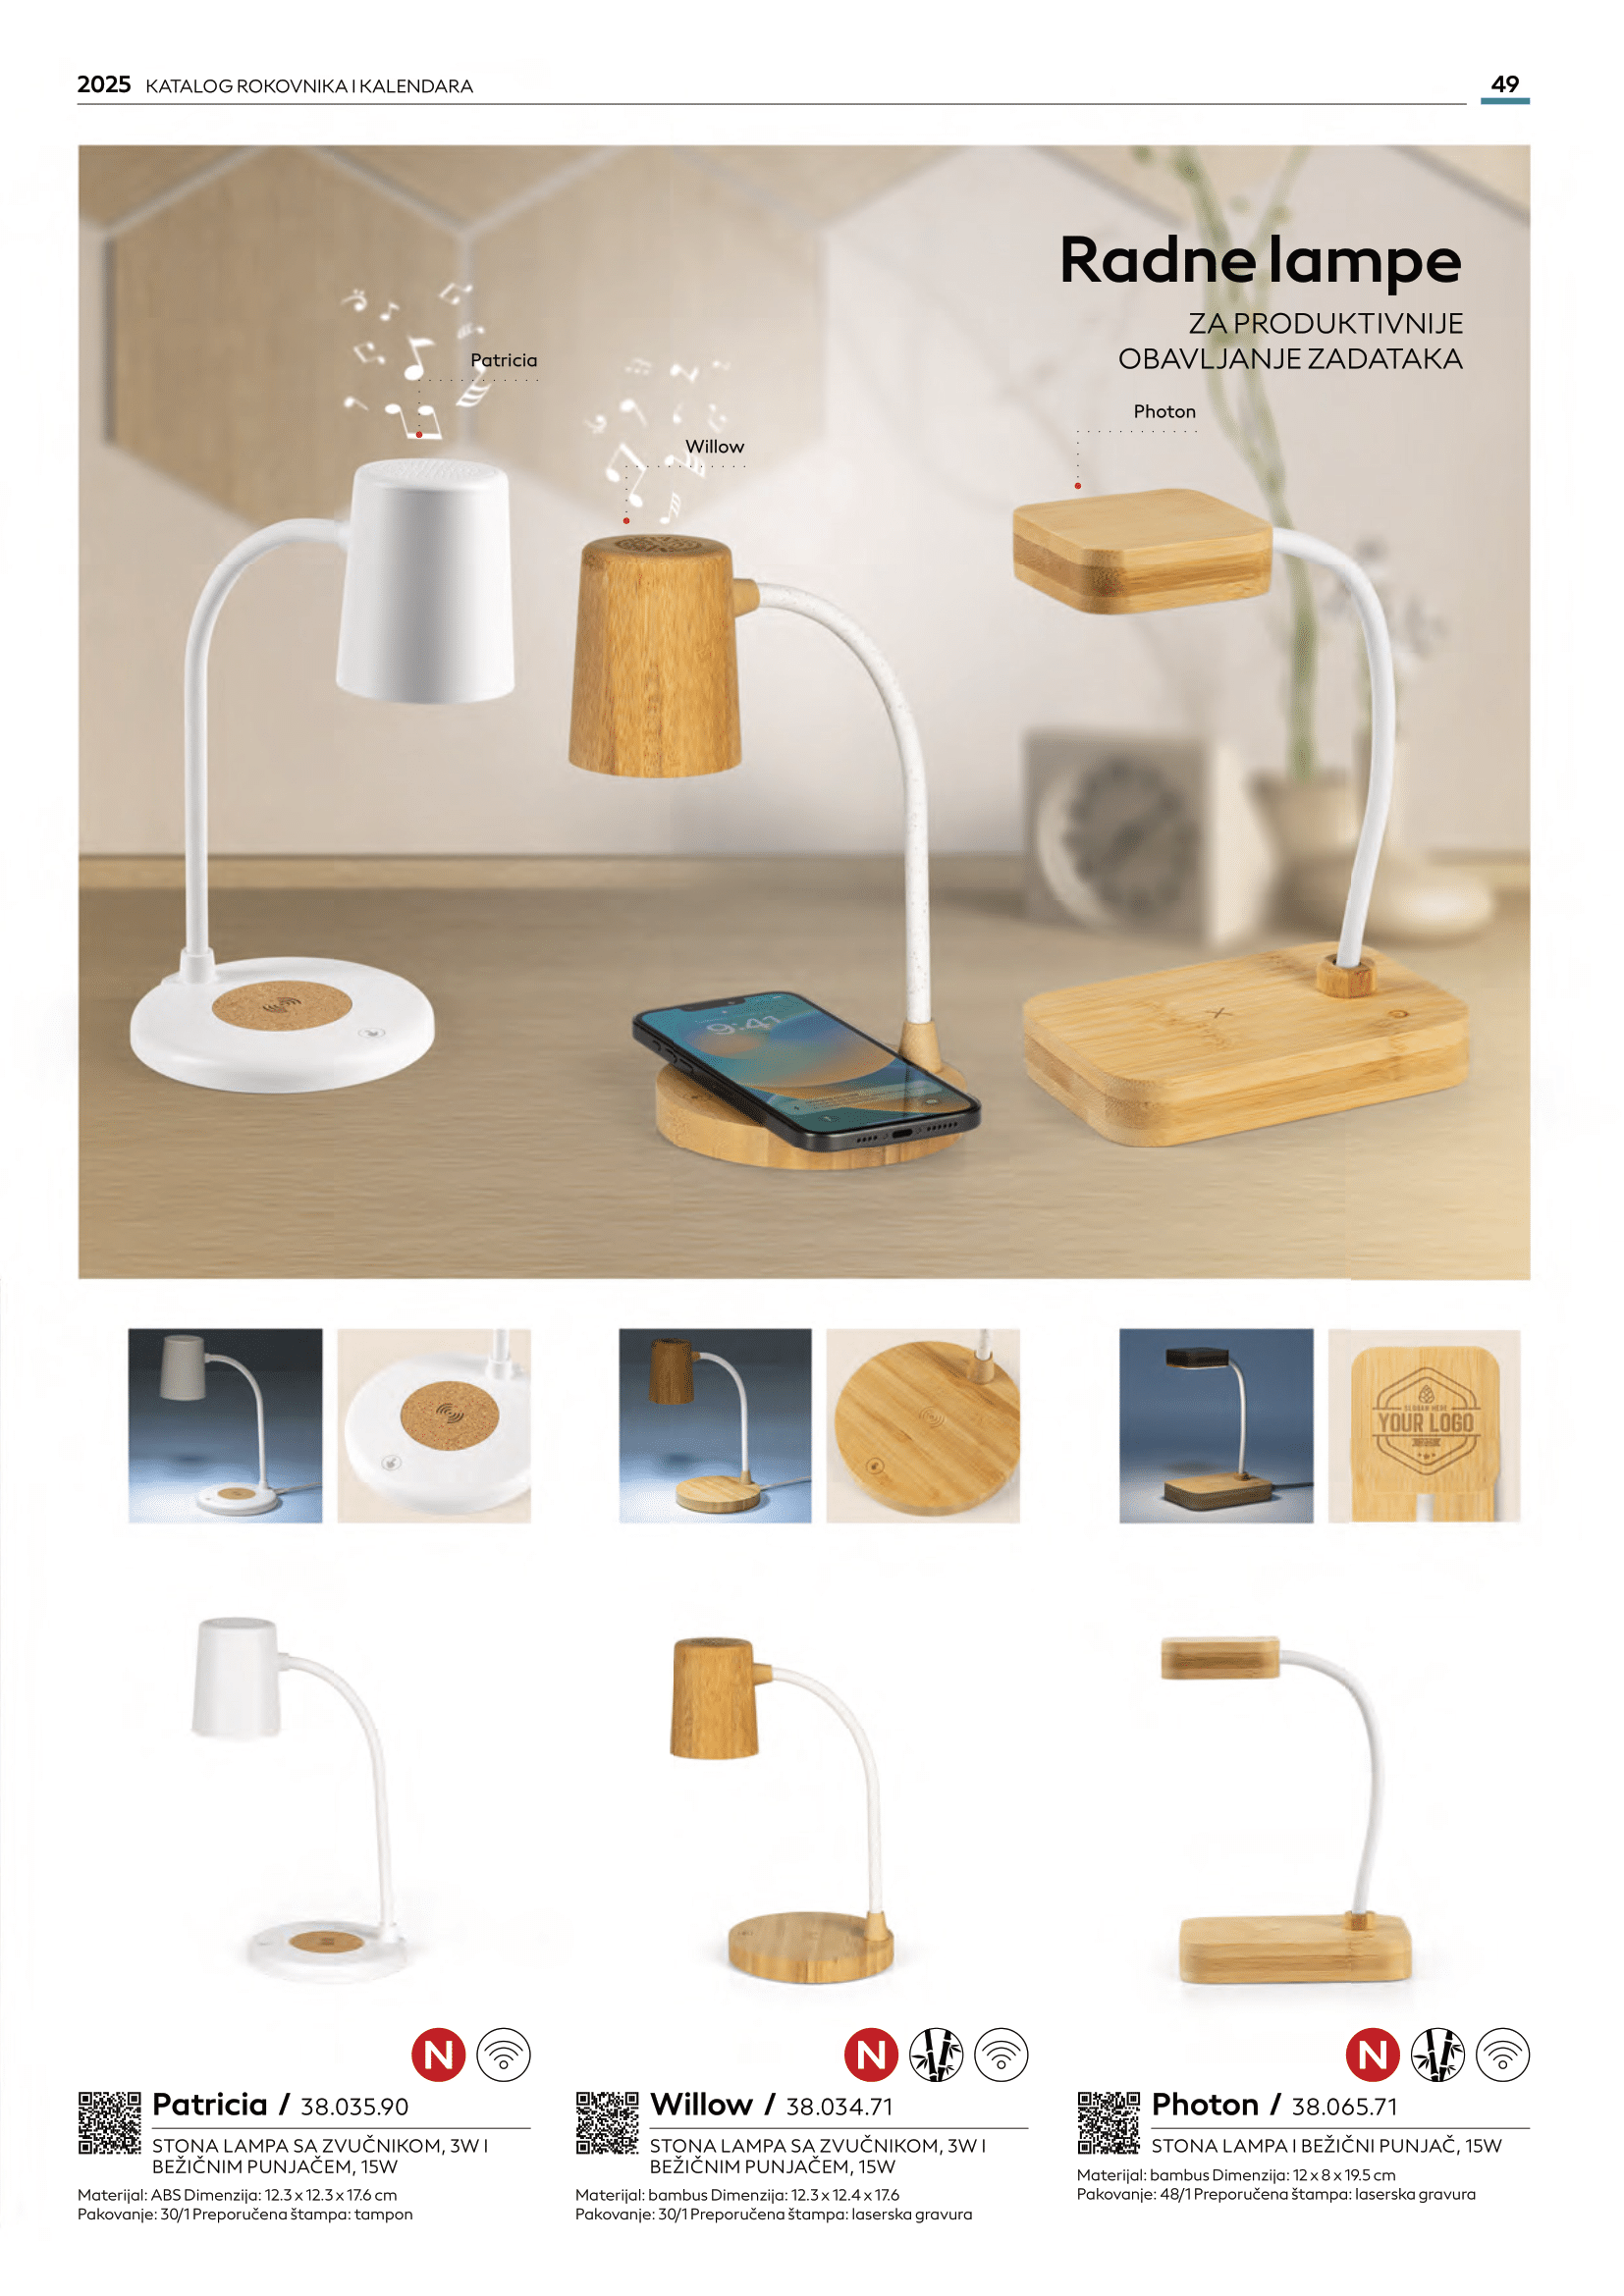 2025 KATALOG ROKOVNIKA I KALENDARA
49
Radne lampe
ZA PRODUKTIVNIJE
OBAVLJANJE ZADATAKA
Patricia
Willow
Photon
9:41
SLOGAN HERE
YOUR LOGO
N
N
N
Patricia / 38.035.90
STONA LAMPA SA ZVUČNIKOM, 3W I
BEŽIČNIM PUNJAČEM, 15W
Materijal: ABS Dimenzija: 12.3 x 12.3 x 17.6 cm
Pakovanje: 30/1 Preporučena štampa: tampon
Willow / 38.034.71
STONA LAMPA SA ZVUČNIKOM, 3W I
BEŽIČNIM PUNJAČEM, 15W
Materijal: bambus Dimenzija: 12.3 x 12.4 x 17.6
Pakovanje: 30/1 Preporučena štampa: laserska gravura
Photon / 38.065.71
STONA LAMPA I BEŽIČNI PUNJAČ, 15W
Materijal: bambus Dimenzija: 12 x 8 x 19.5 cm
Pakovanje: 48/1 Preporučena štampa: laserska gravura